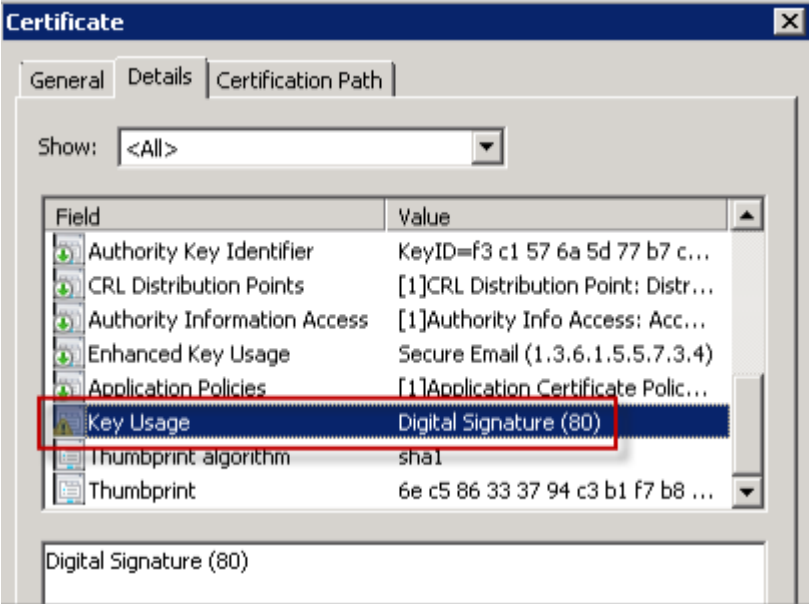 Certificate
General Details Certification Path
Show: <All>
Field Value
Authority Key Identifier KeyID=f3 c1 57 6a 5d 77 b7 c...
CRL Distribution Points [1]CRL Distribution Point: Distr...
Authority Information Access [1]Authority Info Access: Acc...
Enhanced Key Usage Secure Email (1.3.6.1.5.5.7.3.4)
Application Policies [1]Application Certificate Polic...
Key Usage Digital Signature (80)
Thumbprint algorithm sha1
Thumbprint 6e c5 86 33 37 94 c3 b1 f7 b8 ...
Digital Signature (80)